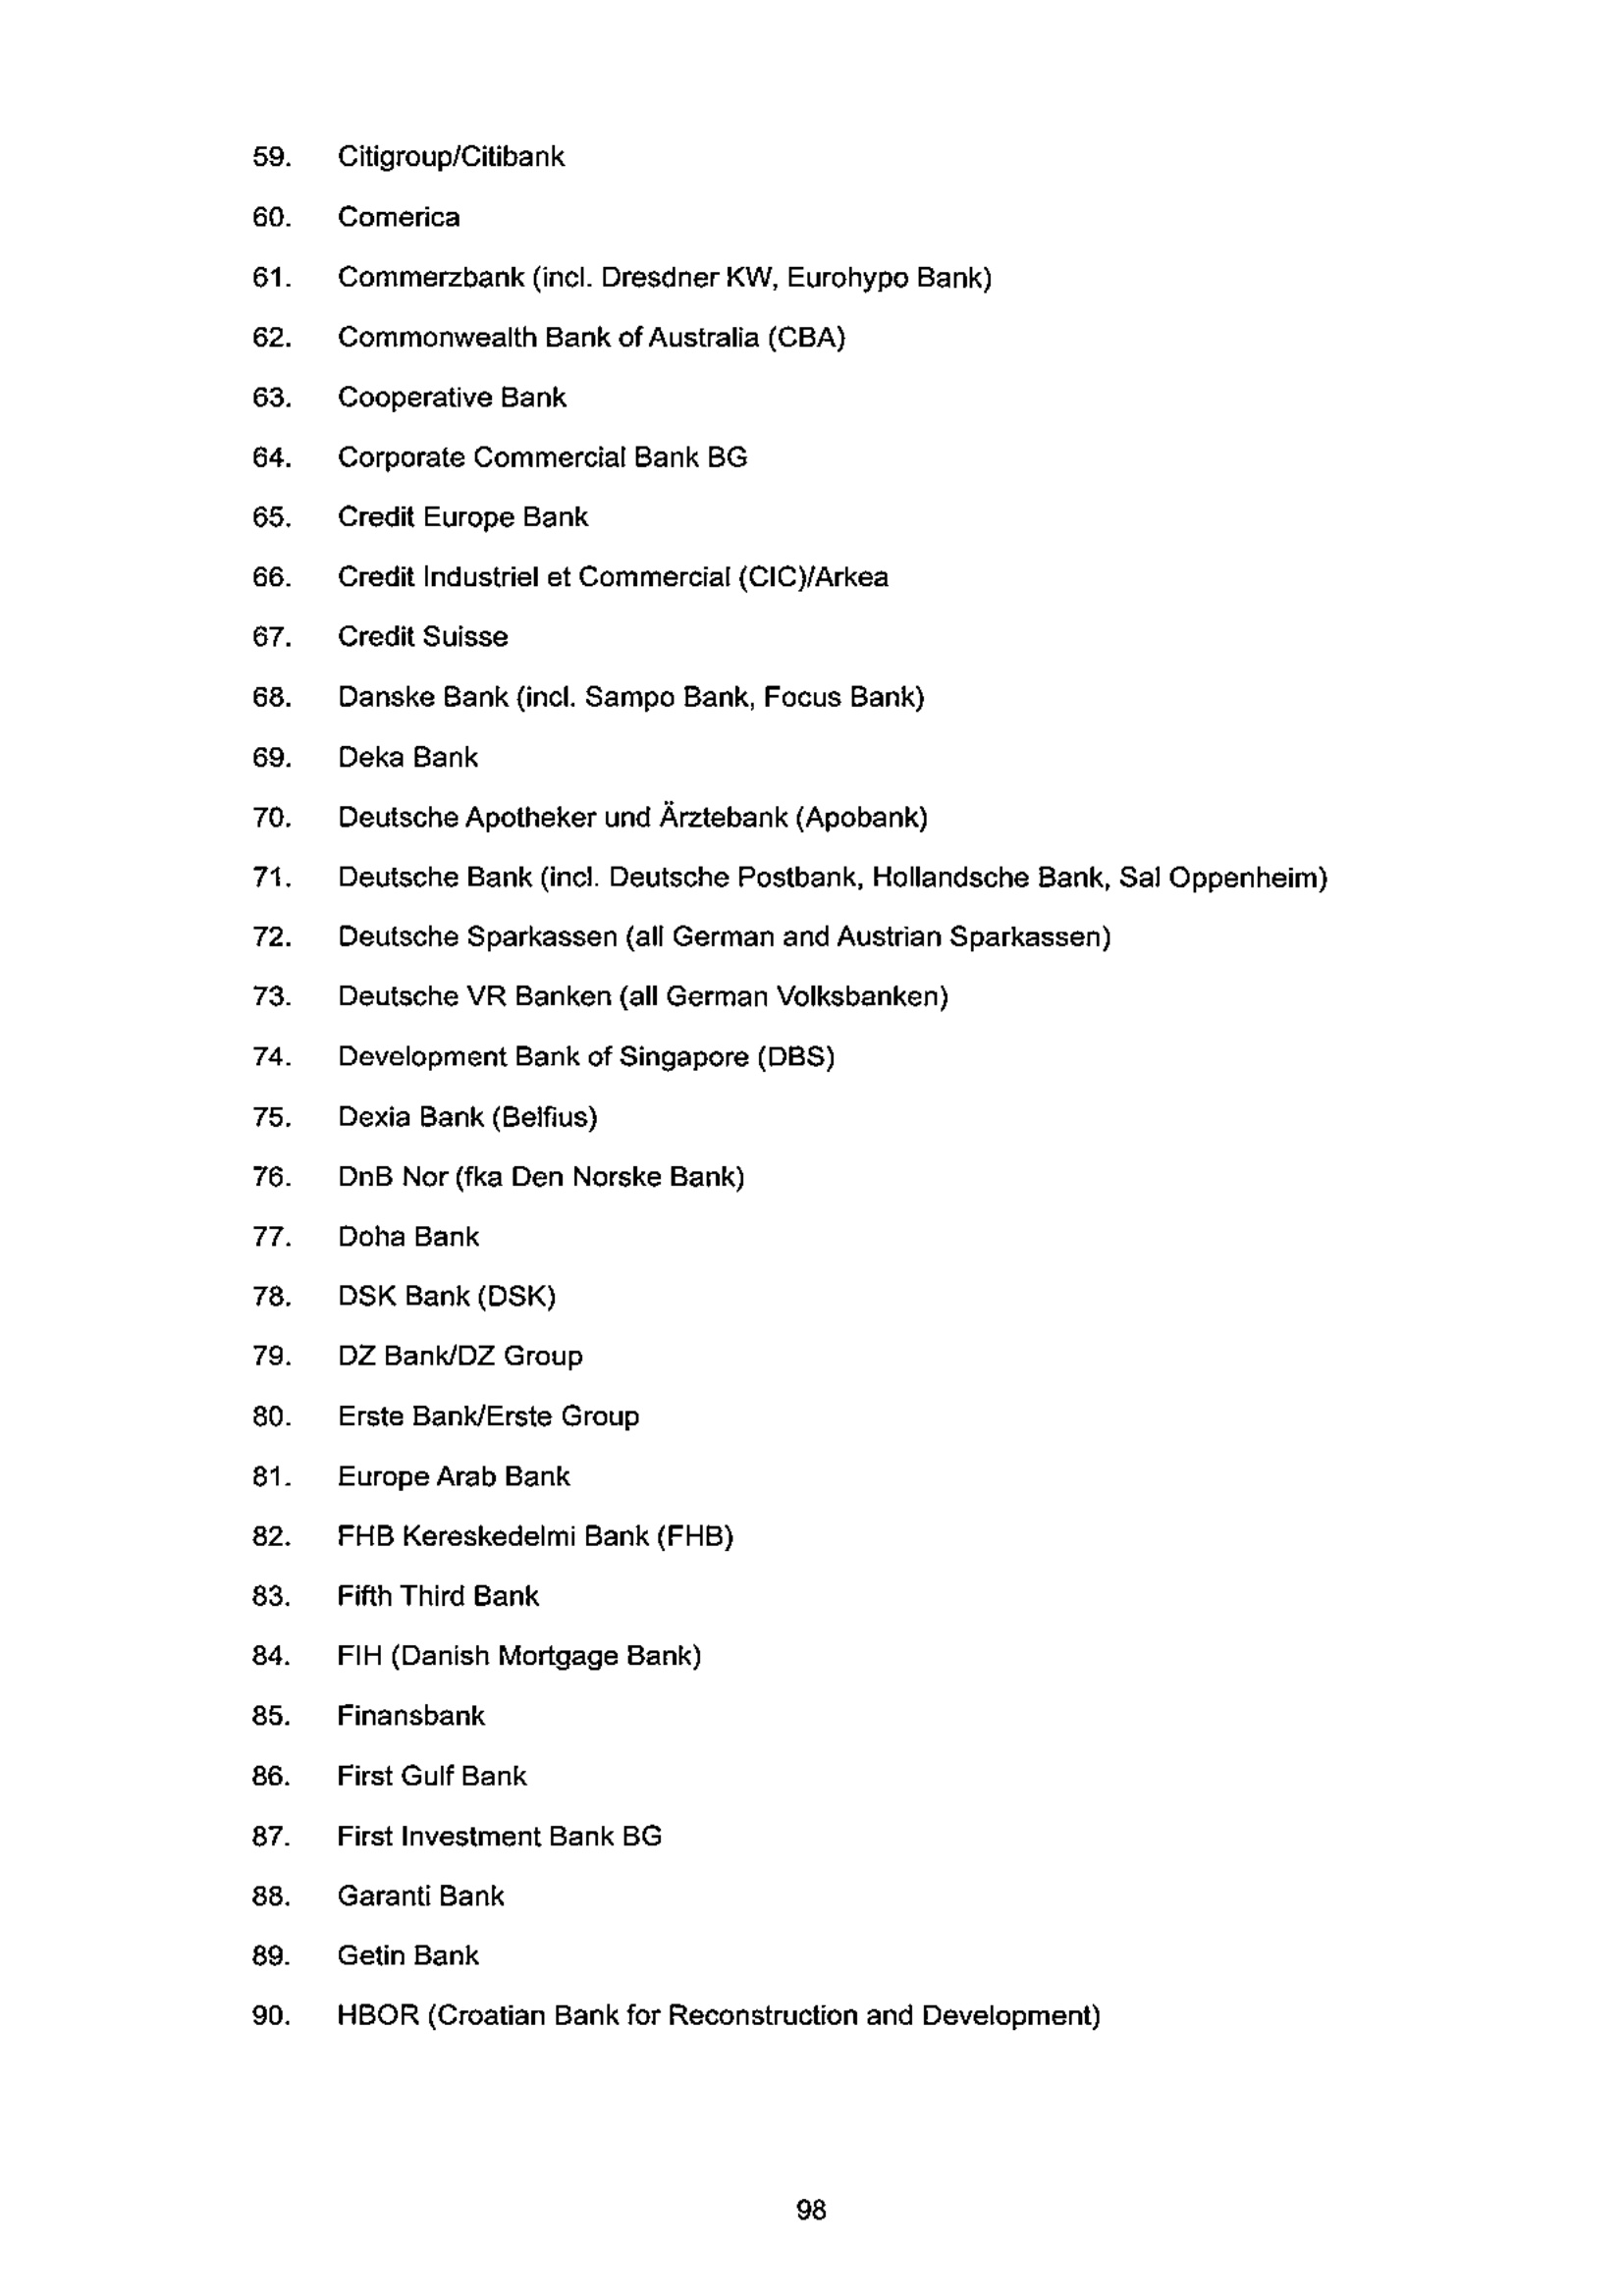 59. Citigroup/Citibank
60. Comerica
61. Commerzbank (incl. Dresdner KW, Eurohypo Bank)
62. Commonwealth Bank of Australia (CBA)
63. Cooperative Bank
64. Corporate Commercial Bank BG
65. Credit Europe Bank
66. Credit Industriel et Commercial (CIC)/Arkea
67. Credit Suisse
68. Danske Bank (incl. Sampo Bank, Focus Bank)
69. Deka Bank
70. Deutsche Apotheker und Ärztebank (Apobank)
71. Deutsche Bank (incl. Deutsche Postbank, Hollandsche Bank, Sal Oppenheim)
72. Deutsche Sparkassen (all German and Austrian Sparkassen)
73. Deutsche VR Banken (all German Volksbanken)
74. Development Bank of Singapore (DBS)
75. Dexia Bank (Belfius)
76. DnB Nor (fka Den Norske Bank)
77. Doha Bank
78. DSK Bank (DSK)
79. DZ Bank/DZ Group
80. Erste Bank/Erste Group
81. Europe Arab Bank
82. FHB Kereskedelmi Bank (FHB)
83. Fifth Third Bank
84. FIH (Danish Mortgage Bank)
85. Finansbank
86. First Gulf Bank
87. First Investment Bank BG
88. Garanti Bank
89. Getin Bank
90. HBOR (Croatian Bank for Reconstruction and Development)
98